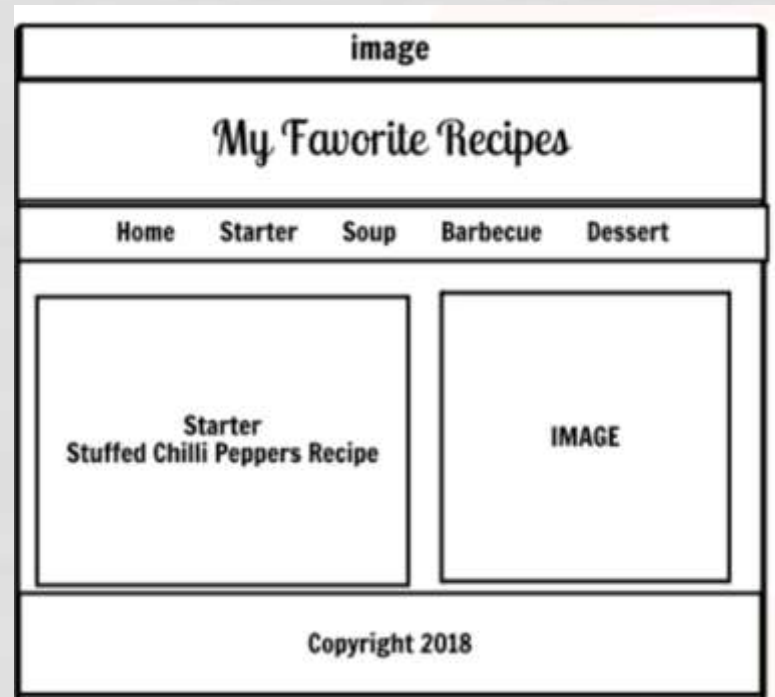 image
My Favorite Recipes
Home Starter Soup Barbecue Dessert
Starter
Stuffed Chilli Peppers Recipe
IMAGE
Copyright 2018